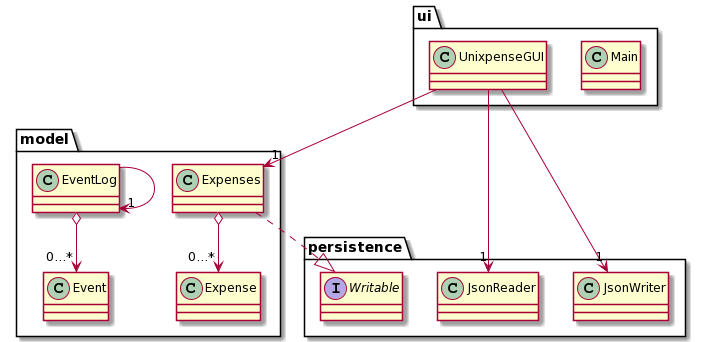 ui
C UnixpenseGUI
C Main
model
1
C EventLog
C Expenses
1
0...*
0...*
persistence
1
1
C Event
C Expense
I Writable
C JsonReader
C JsonWriter